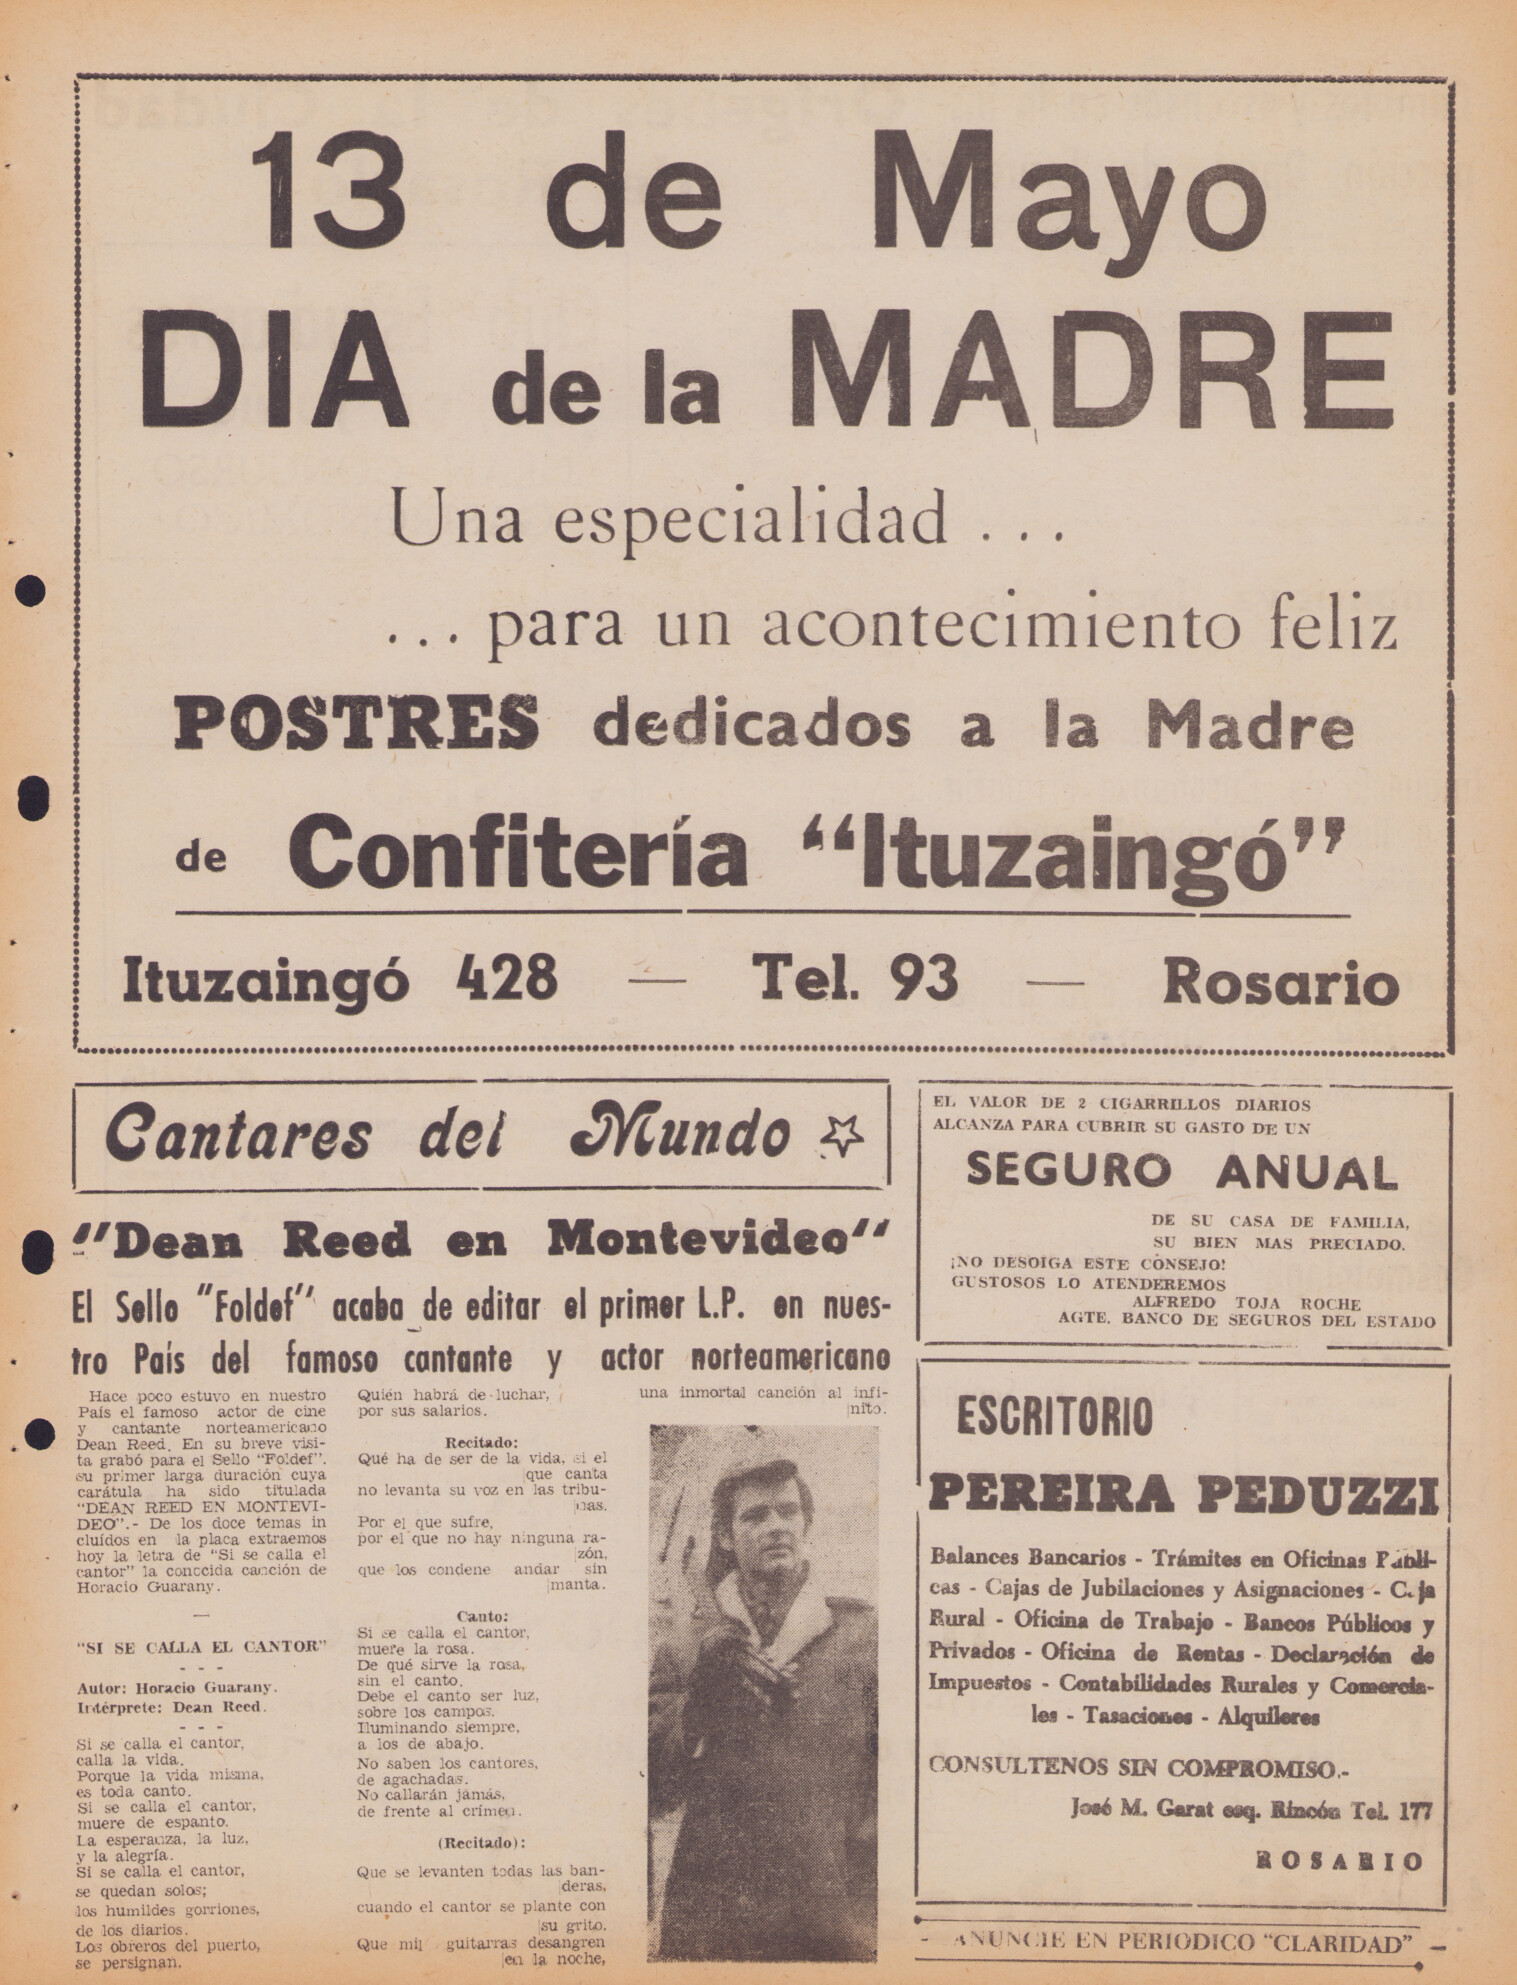 13 de Mayo
DIA de la MADRE
Una especialidad . . .
. . . para un acontecimiento feliz
POSTRES dedicados a la Madre
de Confitería "Ituzaingó"
Ituzaingó 428 — Tel. 93 — Rosario
Cantares del Mundo
"Dean Reed en Montevideo"
El Sello "Foldef" acaba de editar el primer L.P. en nues-
tro País del famoso cantante y actor norteamericano
Hace poco estuvo en nuestro
País el famoso actor de cine
y cantante norteamericano
Dean Reed. En su breve visi-
ta grabó para el Sello "Foldef".
su primer larga duración cuya
carátula ha sido titulada
"DEAN REED EN MONTEVI-
DEO".- De los doce temas in
cluídos en la placa extraemos
hoy la letra de "Si se calla el
cantor" la conocida canción de
Horacio Guarany.
—
"SI SE CALLA EL CANTOR"
- - -
Autor: Horacio Guarany.
Intérprete: Dean Reed.
- - -
Si se calla el cantor,
calla la vida.
Porque la vida misma,
es toda canto.
Si se calla el cantor,
muere de espanto.
La esperanza, la luz,
y la alegría.
Si se calla el cantor,
se quedan solos;
los humildes gorriones,
de los diarios.
Los obreros del puerto,
se persignan.
Quién habrá de luchar,
por sus salarios.
Recitado:
Qué ha de ser de la vida, si el
que canta
no levanta su voz en las tribu-
nas.
Por el que sufre,
por el que no hay ninguna ra-
zón,
que los condene andar sin
manta.
Canto:
Si se calla el cantor,
muere la rosa.
De qué sirve la rosa,
sin el canto.
Debe el canto ser luz,
sobre los campos.
Iluminando siempre,
a los de abajo.
No saben los cantores,
de agachadas.
No callarán jamás,
de frente al crímen.
(Recitado):
Que se levanten todas las ban-
deras,
cuando el cantor se plante con
su grito.
Que mil guitarras desangren
en la noche,
una inmortal canción al infi-
nito.
EL VALOR DE 2 CIGARRILLOS DIARIOS
ALCANZA PARA CUBRIR SU GASTO DE UN
SEGURO ANUAL
DE SU CASA DE FAMILIA,
SU BIEN MAS PRECIADO.
¡NO DESOIGA ESTE CONSEJO!
GUSTOSOS LO ATENDEREMOS
ALFREDO TOJA ROCHE
AGTE. BANCO DE SEGUROS DEL ESTADO
ESCRITORIO
PEREIRA PEDUZZI
Balances Bancarios - Trámites en Oficinas Públi-
cas - Cajas de Jubilaciones y Asignaciones - Caja
Rural - Oficina de Trabajo - Bancos Públicos y
Privados - Oficina de Rentas - Declaración de
Impuestos - Contabilidades Rurales y Comercia-
les - Tasaciones - Alquileres
CONSULTENOS SIN COMPROMISO.-
José M. Garat esq. Rincón Tel. 177
ROSARIO
- ANUNCIE EN PERIODICO "CLARIDAD" -